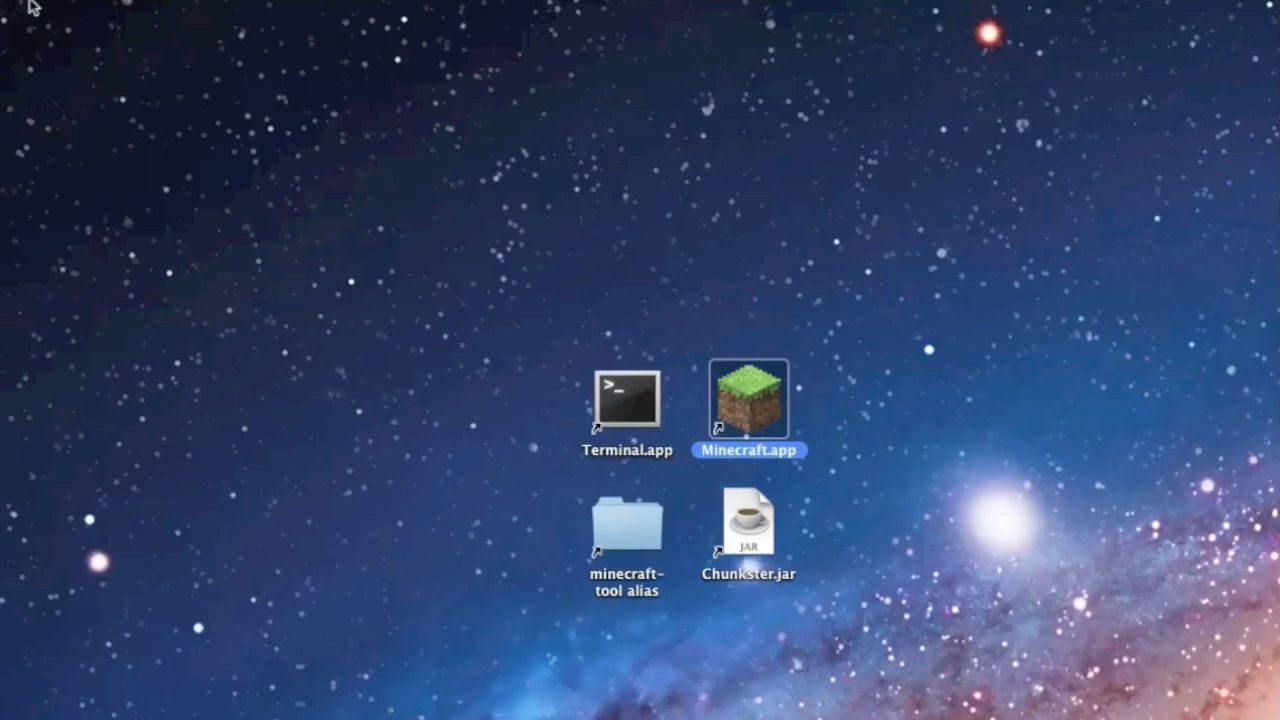 >_
Terminal.app
Minecraft.app
JAR
minecraft-
tool alias
Chunkster.jar